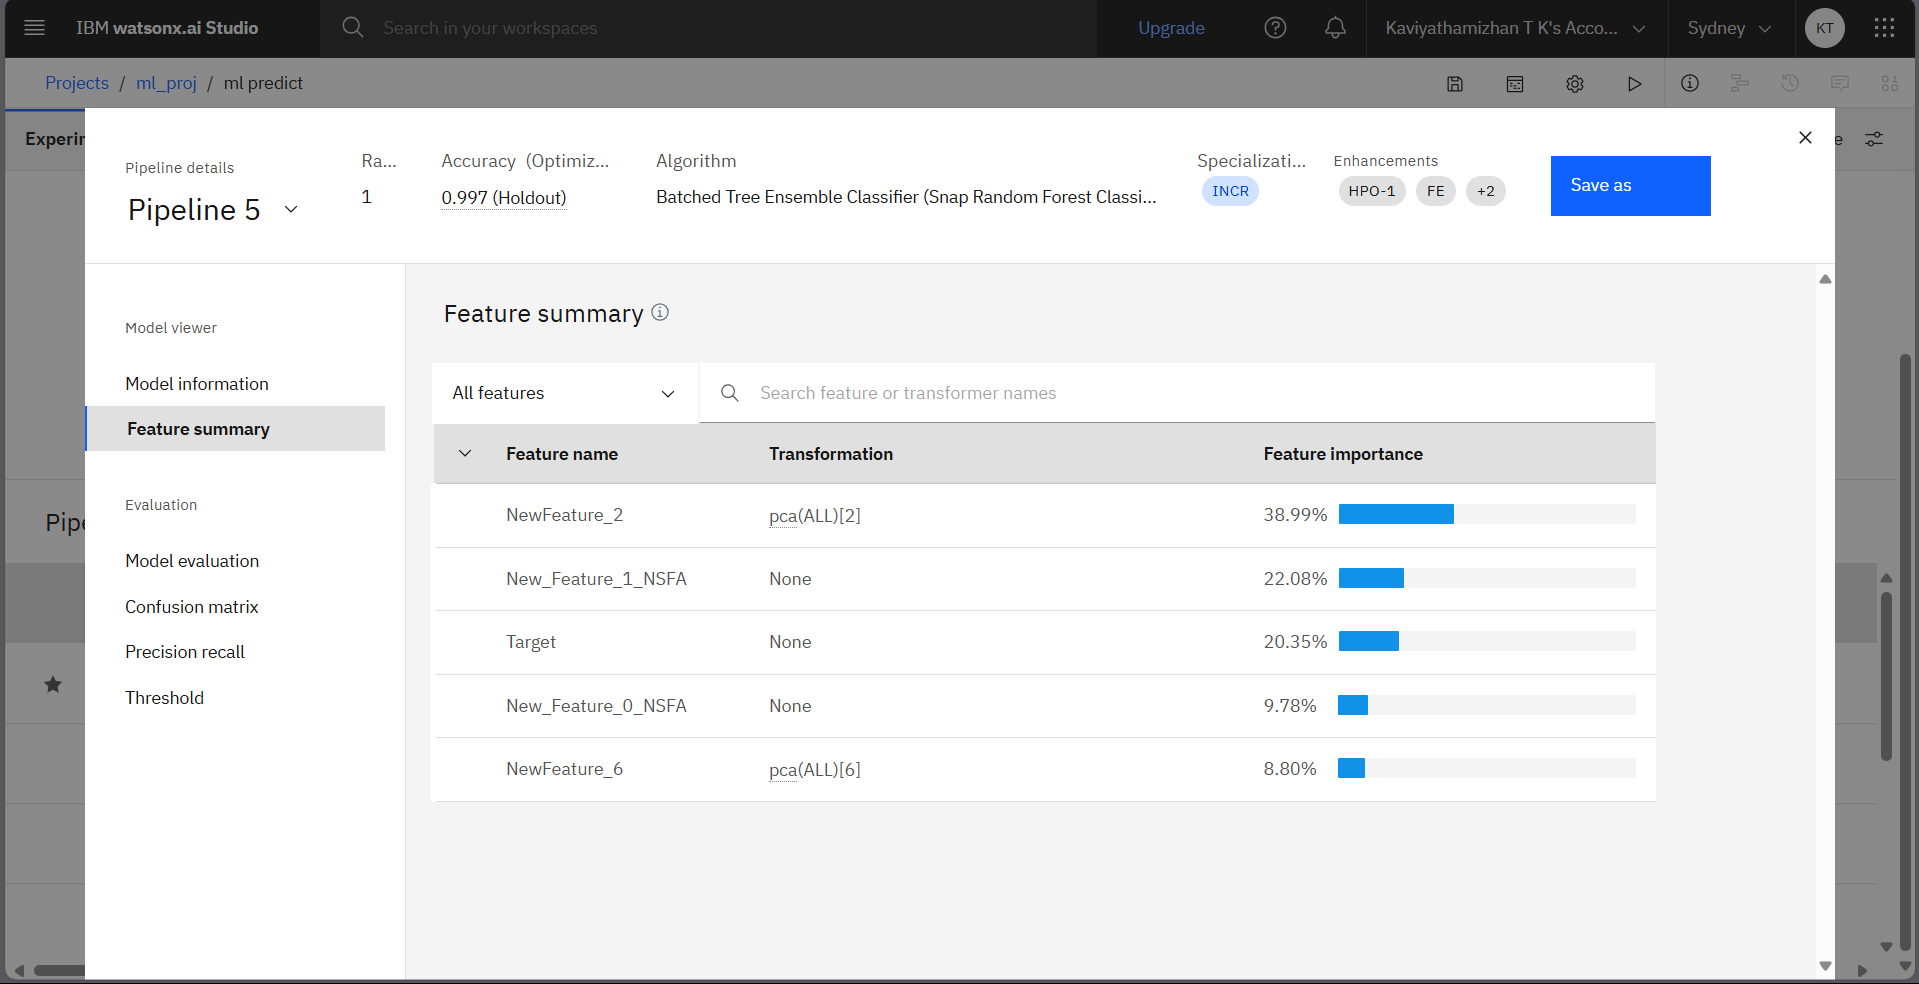 IBM watsonx.ai Studio
Search in your workspaces
Upgrade
Kaviyathamizhan T K's Acco...
Sydney
KT
Projects / ml_proj / ml predict
Pipeline details
Pipeline 5
Ra...
1
Accuracy (Optimiz...
0.997 (Holdout)
Algorithm
Batched Tree Ensemble Classifier (Snap Random Forest Classi...
Specializati...
INCR
Enhancements
HPO-1 FE +2
Save as
Model viewer
Model information
Feature summary
Evaluation
Model evaluation
Confusion matrix
Precision recall
Threshold
Feature summary
All features
Search feature or transformer names
Feature name Transformation Feature importance
NewFeature_2 pca(ALL)[2] 38.99%
New_Feature_1_NSFA None 22.08%
Target None 20.35%
New_Feature_0_NSFA None 9.78%
NewFeature_6 pca(ALL)[6] 8.80%